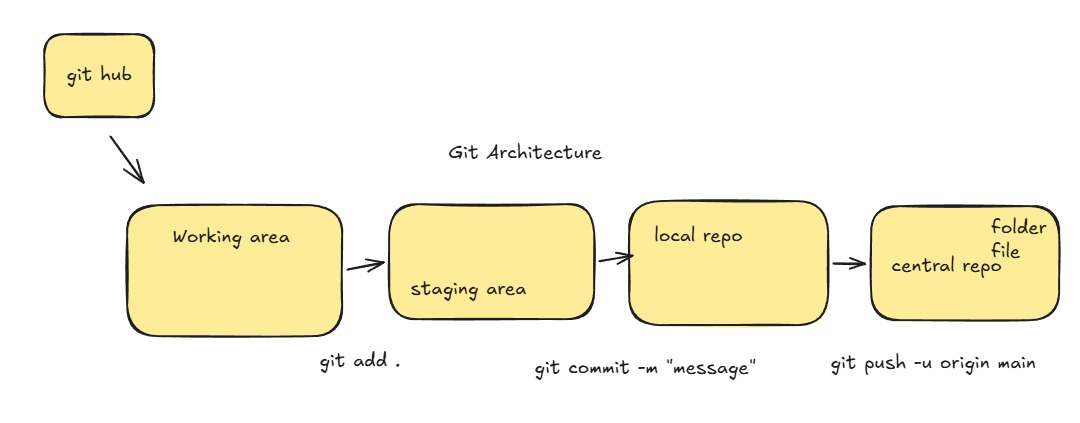 git hub
Git Architecture
Working area
staging area
local repo
folder
file
central repo
git add .
git commit -m "message"
git push -u origin main